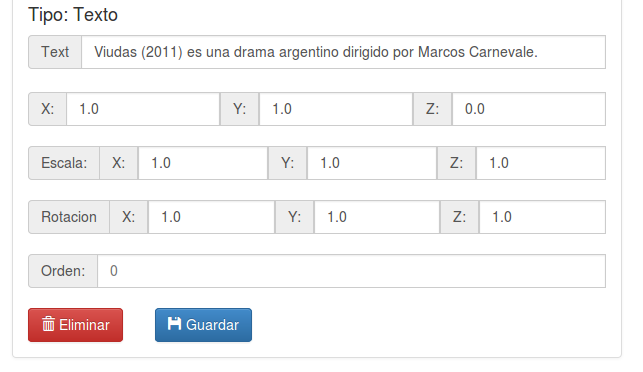 Tipo: Texto
Text Viudas (2011) es una drama argentino dirigido por Marcos Carnevale.
X: 1.0 Y: 1.0 Z: 0.0
Escala: X: 1.0 Y: 1.0 Z: 1.0
Rotacion X: 1.0 Y: 1.0 Z: 1.0
Orden: 0
Eliminar Guardar